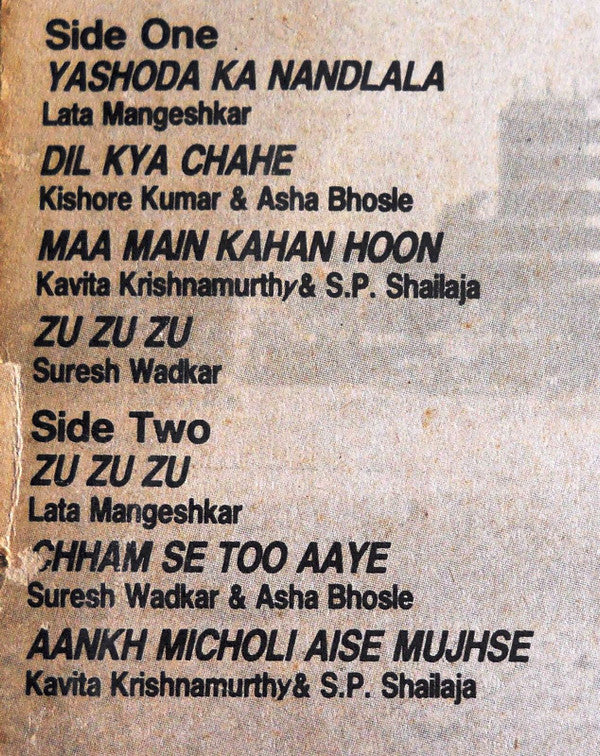 Side One
YASHODA KA NANDLALA
Lata Mangeshkar
DIL KYA CHAHE
Kishore Kumar & Asha Bhosle
MAA MAIN KAHAN HOON
Kavita Krishnamurthy & S.P. Shailaja
ZU ZU ZU
Suresh Wadkar
Side Two
ZU ZU ZU
Lata Mangeshkar
CHHAM SE TOO AAYE
Suresh Wadkar & Asha Bhosle
AANKH MICHOLI AISE MUJHSE
Kavita Krishnamurthy & S.P. Shailaja